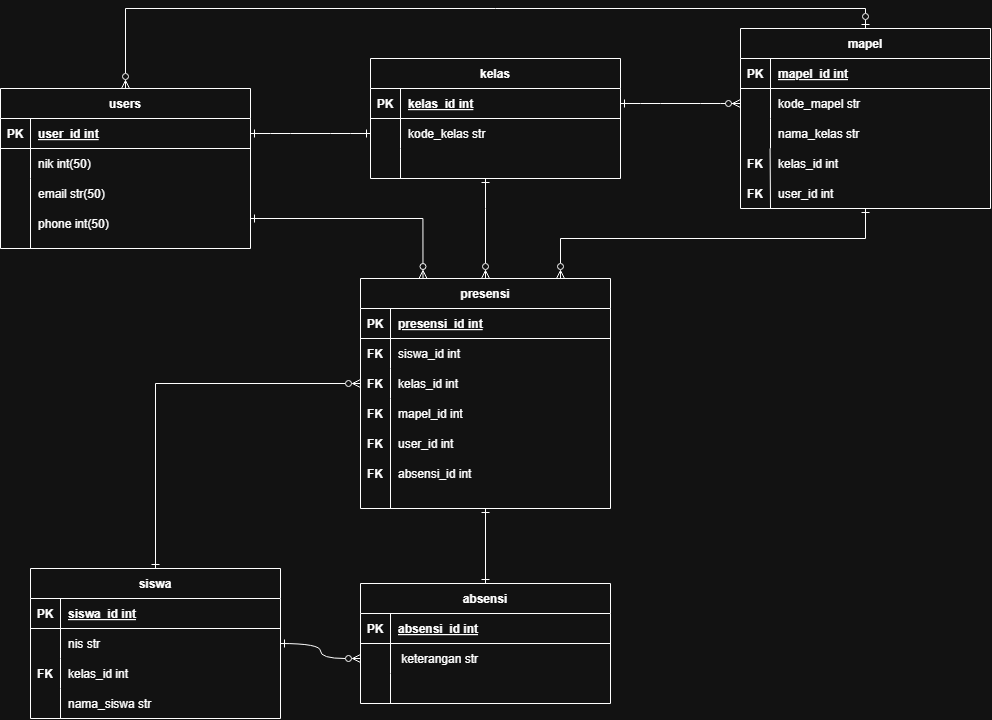 mapel
PK mapel_id int
kode_mapel str
nama_kelas str
FK kelas_id int
FK user_id int
kelas
PK kelas_id int
kode_kelas str
users
PK user_id int
nik int(50)
email str(50)
phone int(50)
presensi
PK presensi_id int
FK siswa_id int
FK kelas_id int
FK mapel_id int
FK user_id int
FK absensi_id int
siswa
PK siswa_id int
nis str
FK kelas_id int
nama_siswa str
absensi
PK absensi_id int
keterangan str